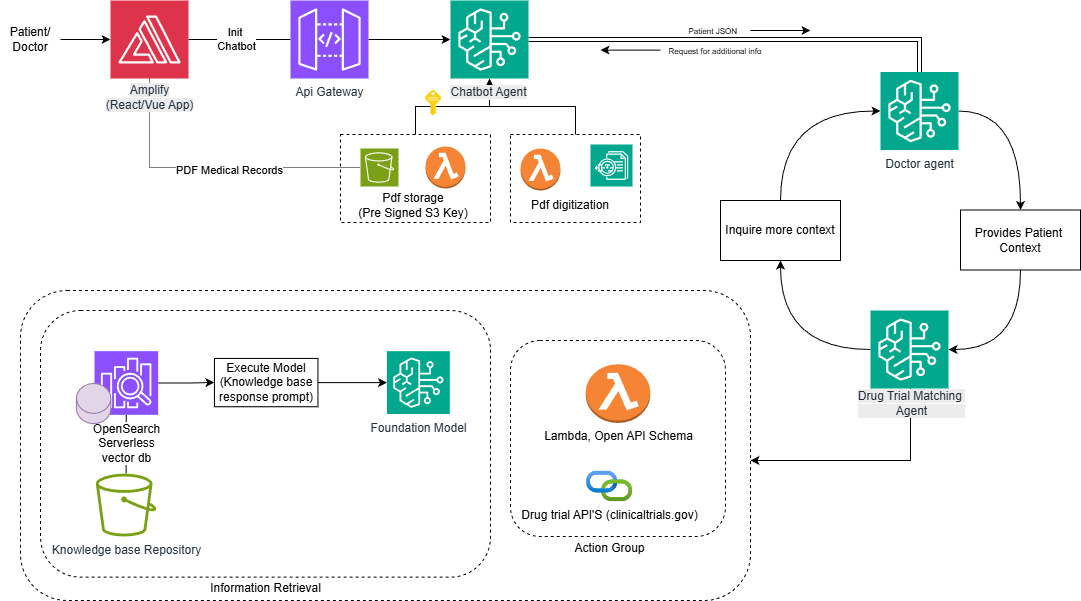 Patient/
Doctor
Init
Chatbot
Amplify
(React/Vue App)
Api Gateway
Chatbot Agent
Patient JSON
Request for additional info
Doctor agent
PDF Medical Records
Pdf storage
(Pre Signed S3 Key)
Pdf digitization
Inquire more context
Provides Patient
Context
Drug Trial Matching
Agent
OpenSearch
Serverless
vector db
Execute Model
(Knowledge base
response prompt)
Foundation Model
Knowledge base Repository
Lambda, Open API Schema
Drug trial API'S (clinicaltrials.gov)
Action Group
Information Retrieval